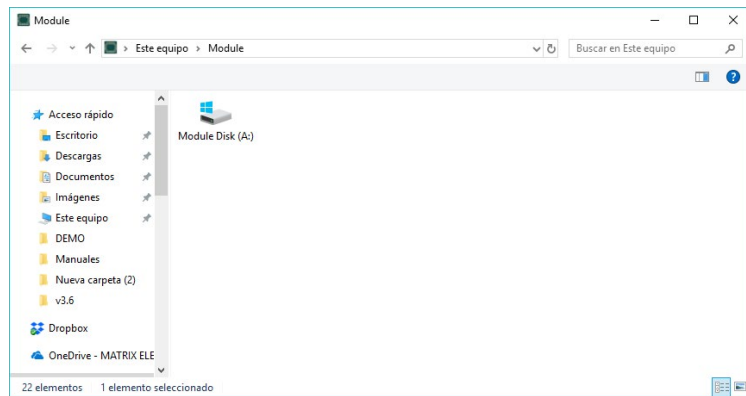 Module
Este equipo > Module
Buscar en Este equipo
Acceso rápido
Escritorio
Descargas
Documentos
Imágenes
Este equipo
DEMO
Manuales
Nueva carpeta (2)
v3.6
Dropbox
OneDrive - MATRIX ELE
Module Disk (A:)
22 elementos 1 elemento seleccionado